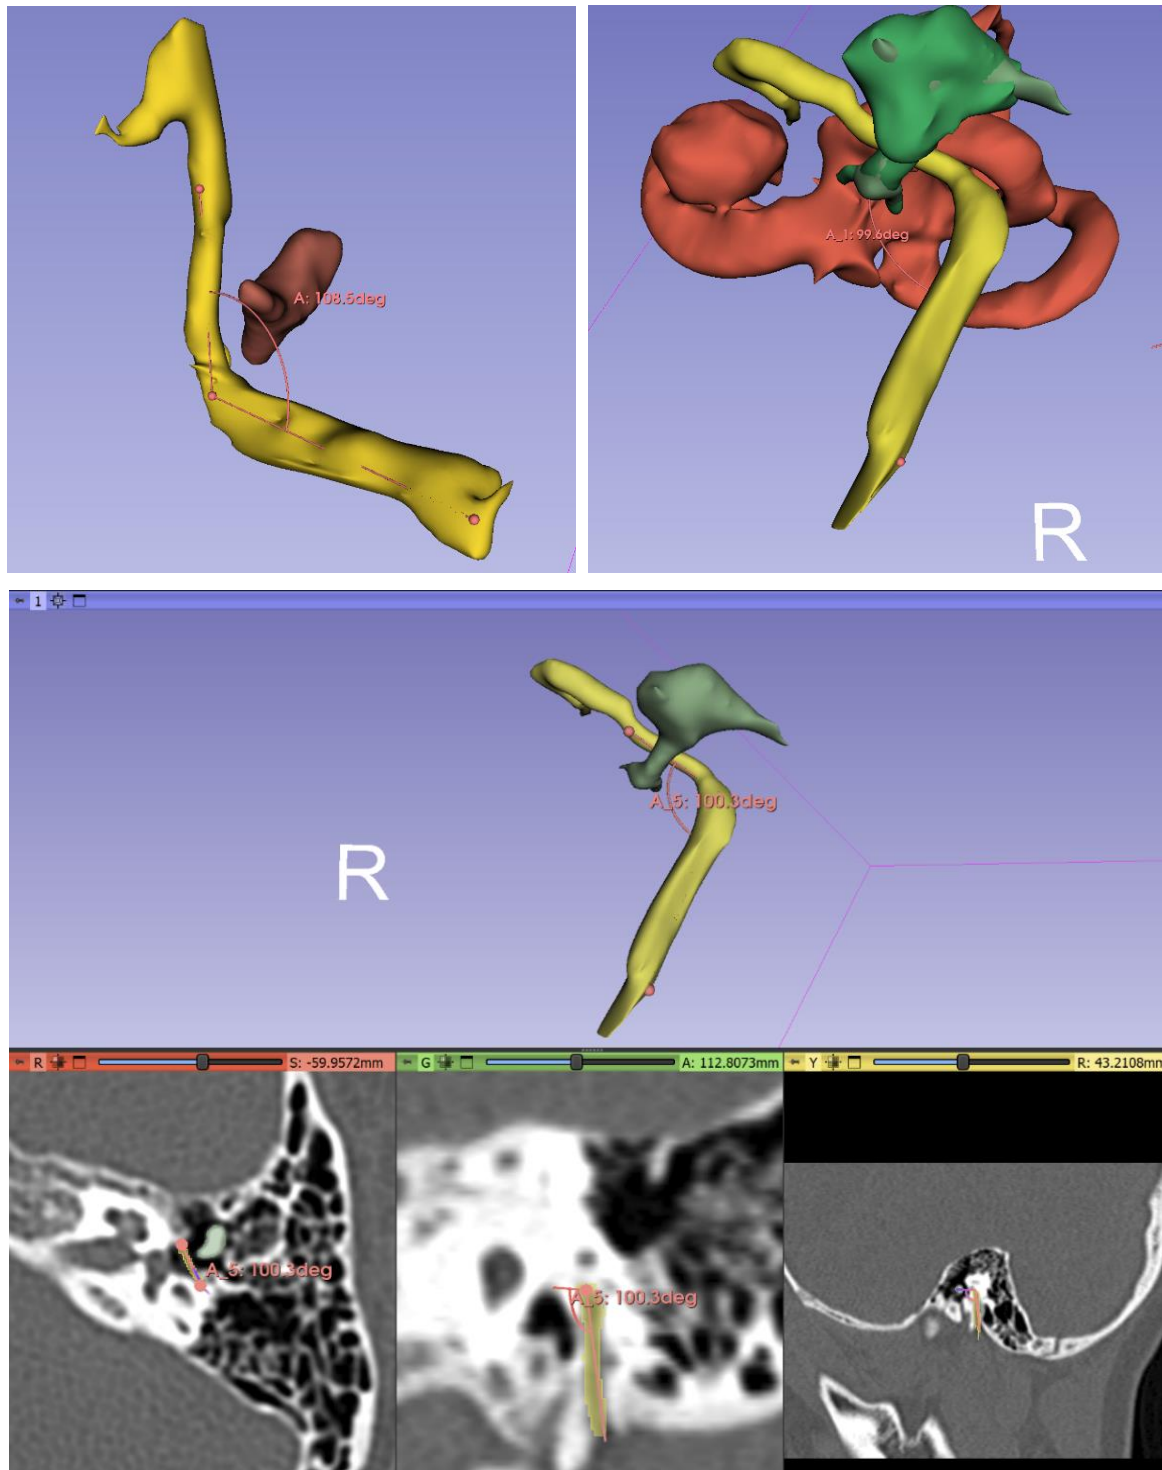 A: 108.5deg
A_1: 99.6deg
R
1
A_5: 100.3deg
R
R S: -59.9572mm
G A: 112.8073mm
Y R: 43.2108mm
A_5: 100.3deg
A_5: 100.3deg